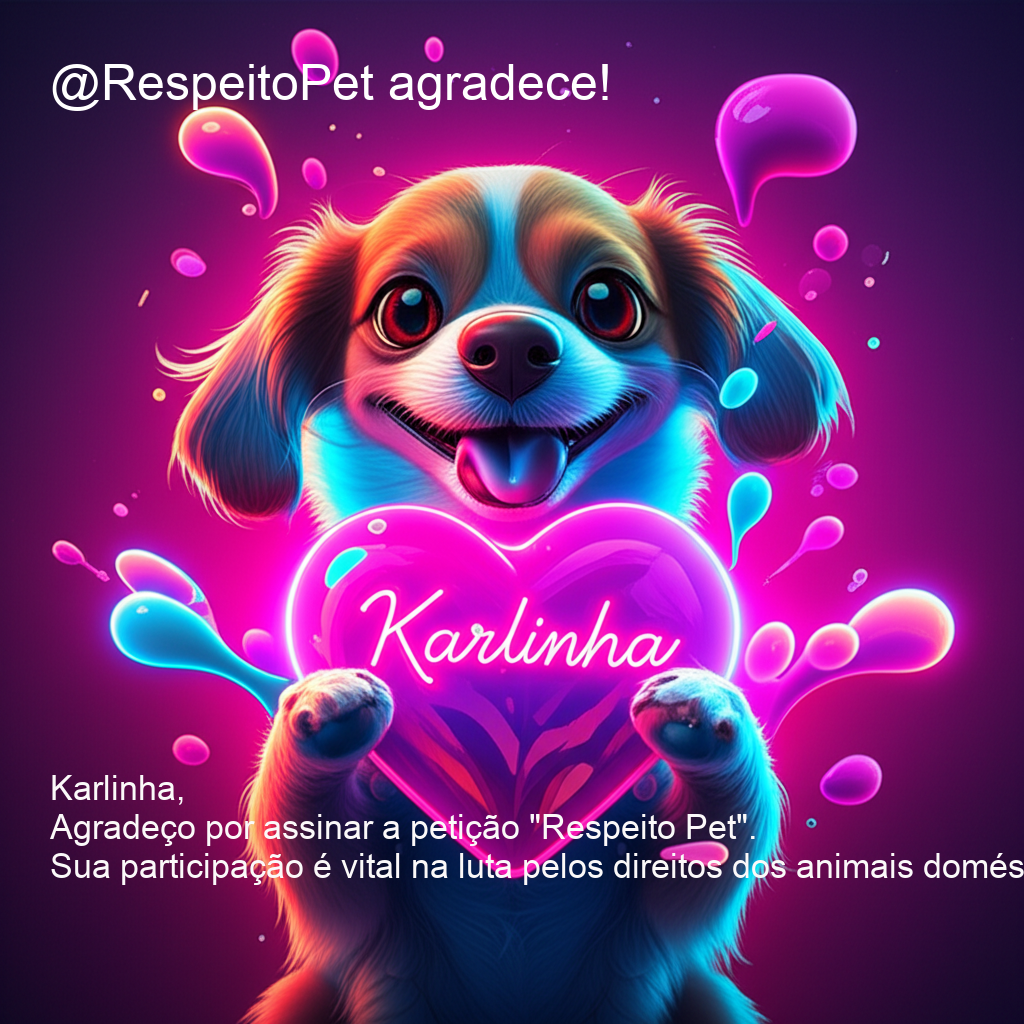 @RespeitoPet agradece!
Karlinha
Karlinha,
Agradeço por assinar a petição "Respeito Pet".
Sua participação é vital na luta pelos direitos dos animais domés